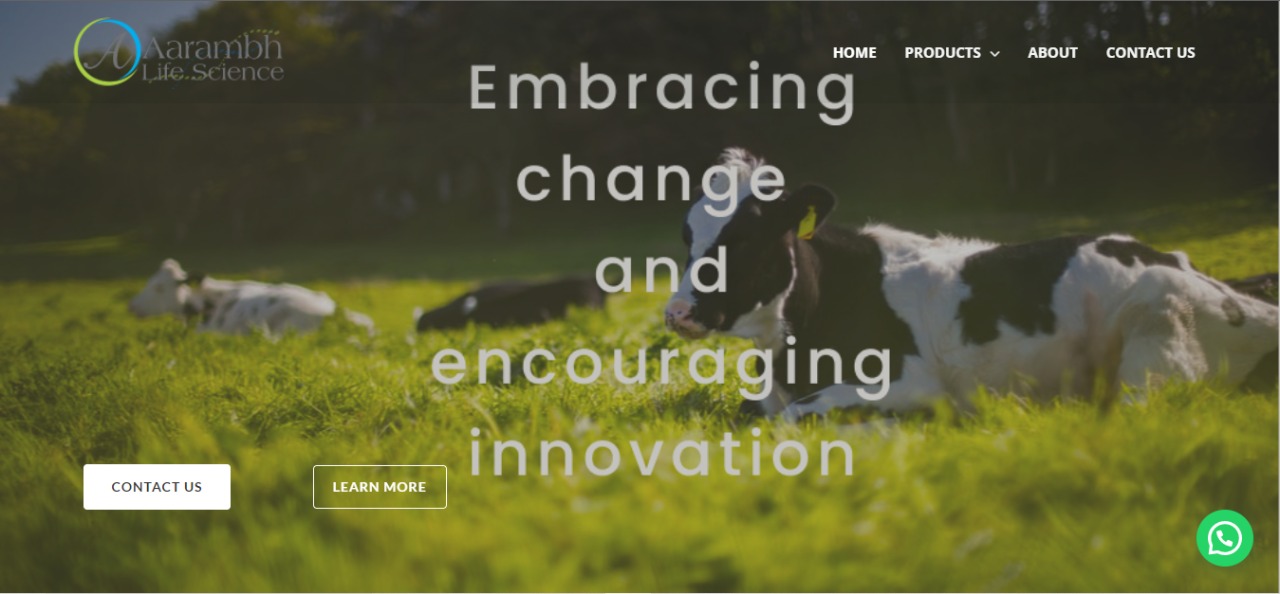 Aarambh
Life Science
HOME PRODUCTS ABOUT CONTACT US
Embracing
change
and
encouraging
innovation
CONTACT US LEARN MORE